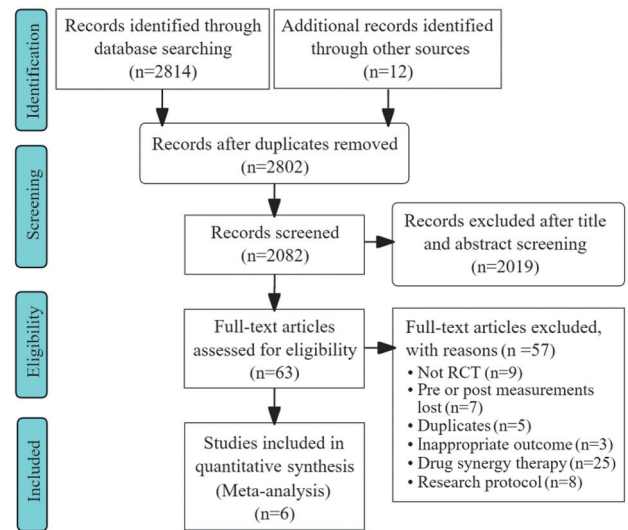 Identification
Records identified through
database searching
(n=2814)
Additional records identified
through other sources
(n=12)
Records after duplicates removed
(n=2802)
Screening
Records screened
(n=2082)
Records excluded after title
and abstract screening
(n=2019)
Eligibility
Full-text articles
assessed for eligibility
(n=63)
Full-text articles excluded,
with reasons (n =57)
• Not RCT (n=9)
• Pre or post measurements
lost (n=7)
• Duplicates (n=5)
• Inappropriate outcome (n=3)
• Drug synergy therapy (n=25)
• Research protocol (n=8)
Included
Studies included in
quantitative synthesis
(Meta-analysis)
(n=6)